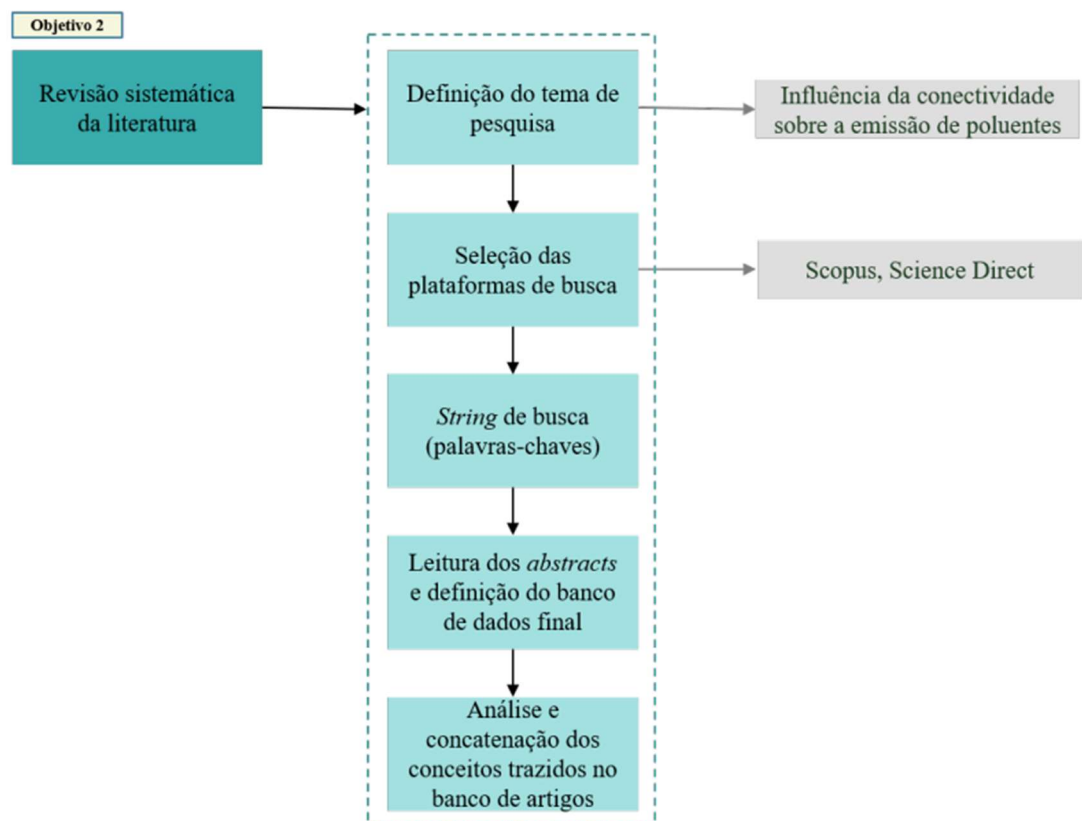 Objetivo 2
Revisão sistemática
da literatura
Definição do tema de
pesquisa
Influência da conectividade
sobre a emissão de poluentes
Seleção das
plataformas de busca
Scopus, Science Direct
String de busca
(palavras-chaves)
Leitura dos abstracts
e definição do banco
de dados final
Análise e
concatenação dos
conceitos trazidos no
banco de artigos